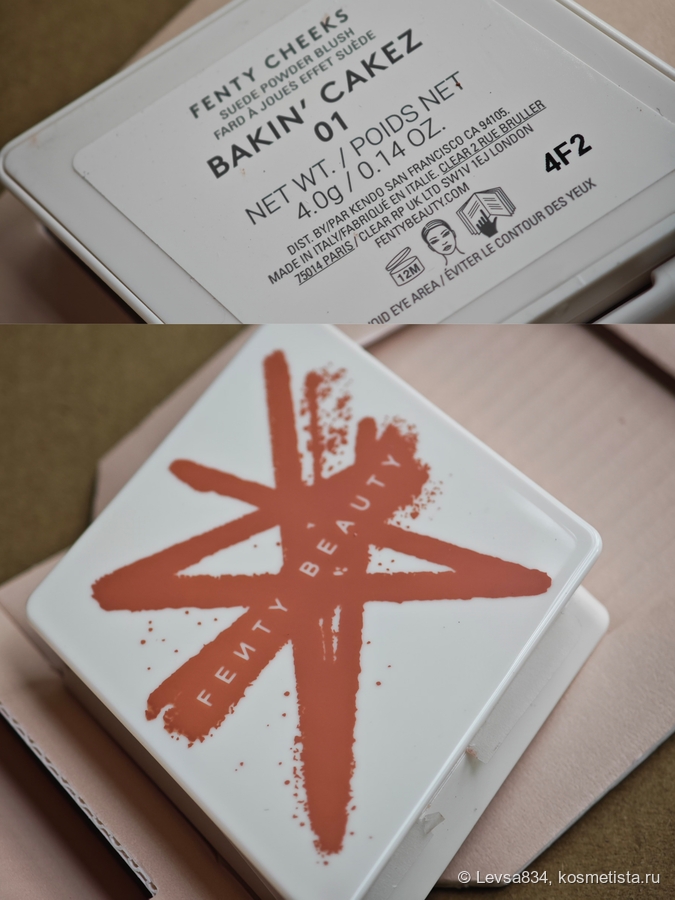 FENTY CHEEKS
SUEDE POWDER BLUSH
FARD À JOUES EFFET SUÈDE
BAKIN' CAKEZ
01
NET WT. / POIDS NET
4.0g / 0.14 OZ.
DIST. BY/PAR KENDO SAN FRANCISCO CA 94105.
MADE IN ITALY/FABRIQUÉ EN ITALIE. CLEAR 2 RUE BRULLER
75014 PARIS / CLEAR RP UK LTD SW1V 1EJ LONDON
FENTYBEAUTY.COM
4F2
12M
EYE AREA / ÉVITER LE CONTOUR DES YEUX
FENTY BEAUTY
© Levsa834, kosmetista.ru